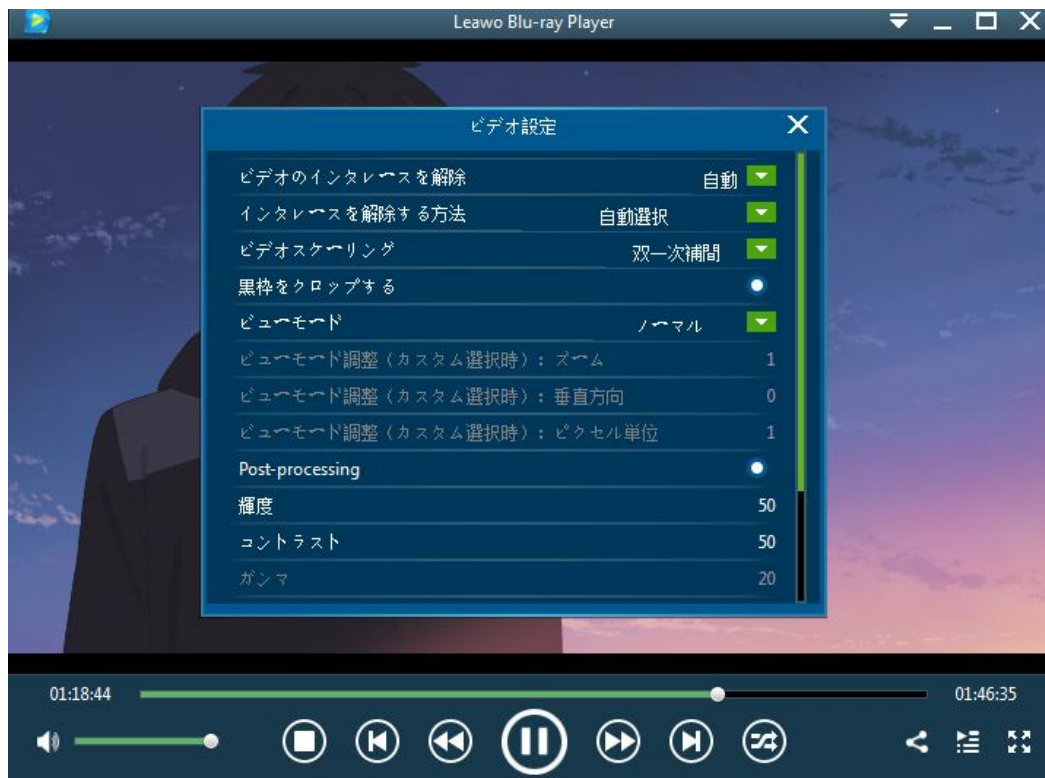 Leawo Blu-ray Player
ビデオ設定
ビデオのインタレースを解除 自動
インタレースを解除する方法 自動選択
ビデオスケーリング 双一次補間
黒枠をクロップする
ビューモード ノーマル
ビューモード調整（カスタム選択時）: ズーム 1
ビューモード調整（カスタム選択時）: 垂直方向 0
ビューモード調整（カスタム選択時）: ピクセル単位 1
Post-processing
輝度 50
コントラスト 50
ガンマ 20
01:18:44 01:46:35